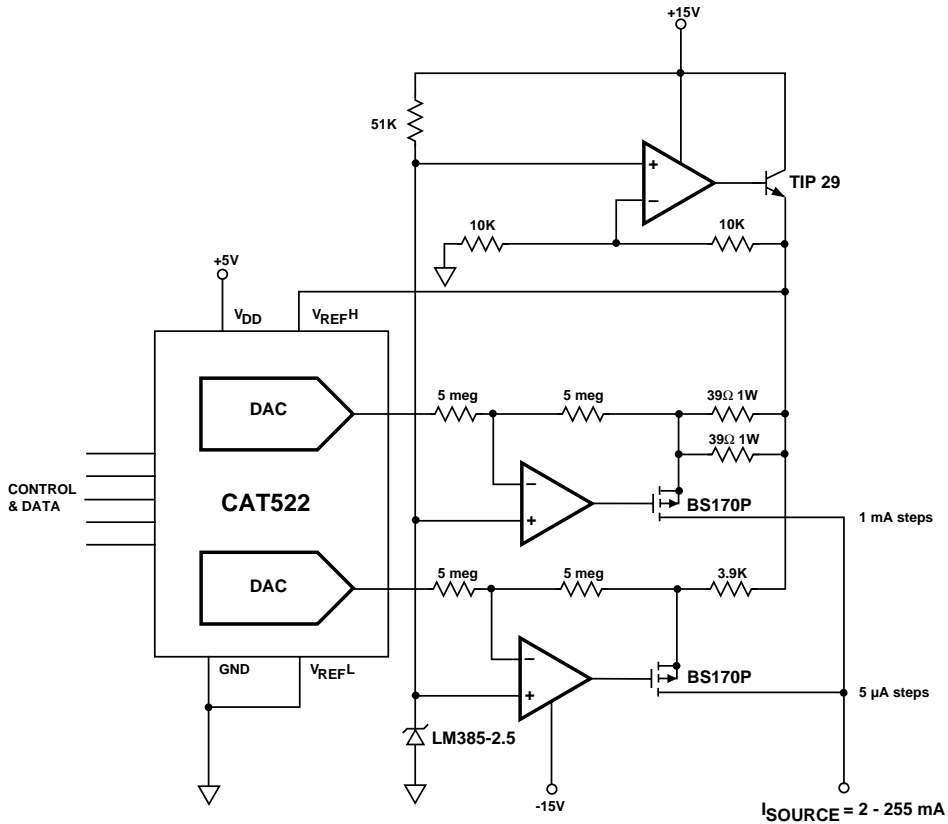 +15V
51K
+
−
TIP 29
10K
10K
+5V
VDD
VREFH
DAC
5 meg
5 meg
39Ω 1W
39Ω 1W
CONTROL
& DATA
CAT522
−
+
BS170P
1 mA steps
DAC
5 meg
5 meg
3.9K
GND
VREFL
−
+
BS170P
5 µA steps
LM385-2.5
-15V
ISOURCE = 2 - 255 mA